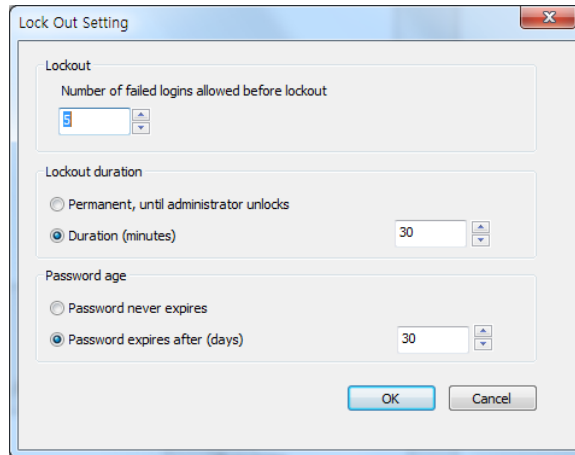 Lock Out Setting
Lockout
Number of failed logins allowed before lockout
5
Lockout duration
Permanent, until administrator unlocks
Duration (minutes) 30
Password age
Password never expires
Password expires after (days) 30
OK Cancel